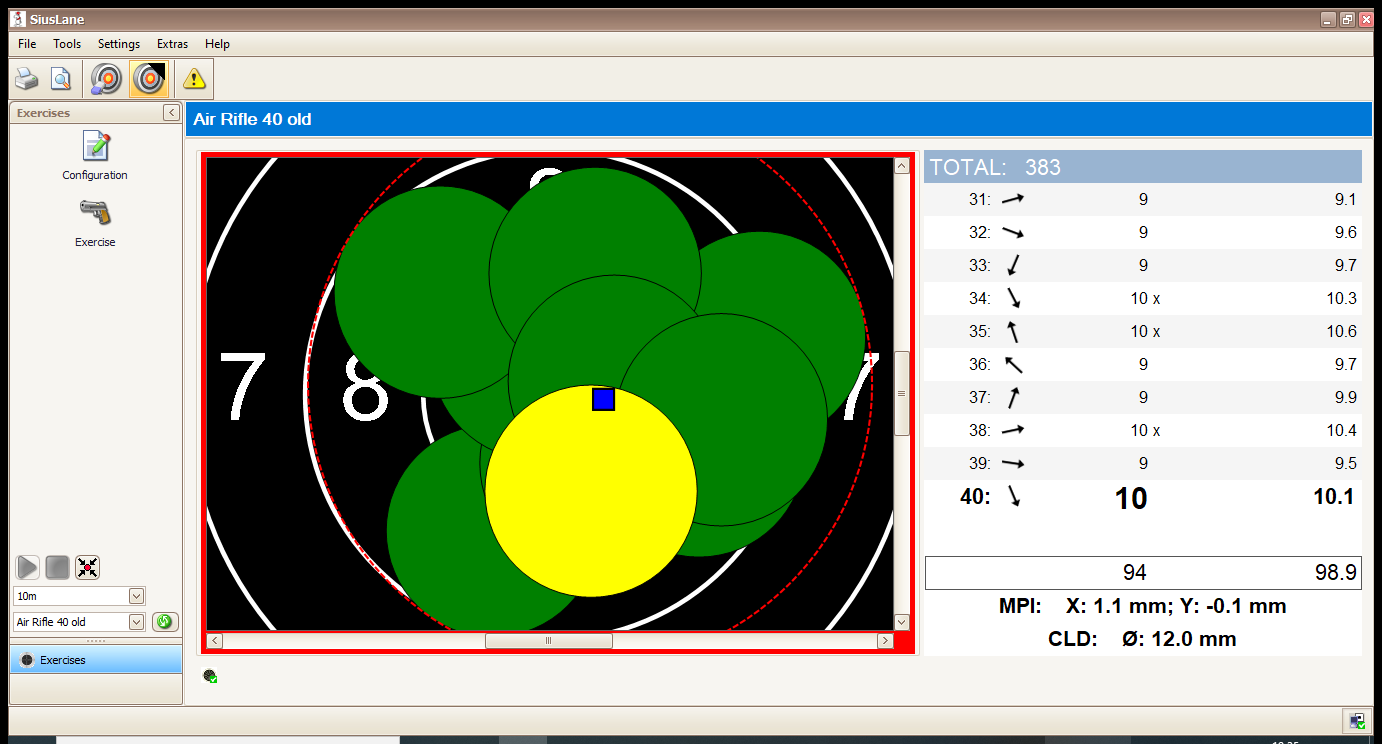 SiusLane
File Tools Settings Extras Help
Exercises
Configuration
Exercise
10m
Air Rifle 40 old
Exercises
Air Rifle 40 old
7 8 7
TOTAL: 383
31: 9 9.1
32: 9 9.6
33: 9 9.7
34: 10 x 10.3
35: 10 x 10.6
36: 9 9.7
37: 9 9.9
38: 10 x 10.4
39: 9 9.5
40: 10 10.1
94 98.9
MPI: X: 1.1 mm; Y: -0.1 mm
CLD: Ø: 12.0 mm